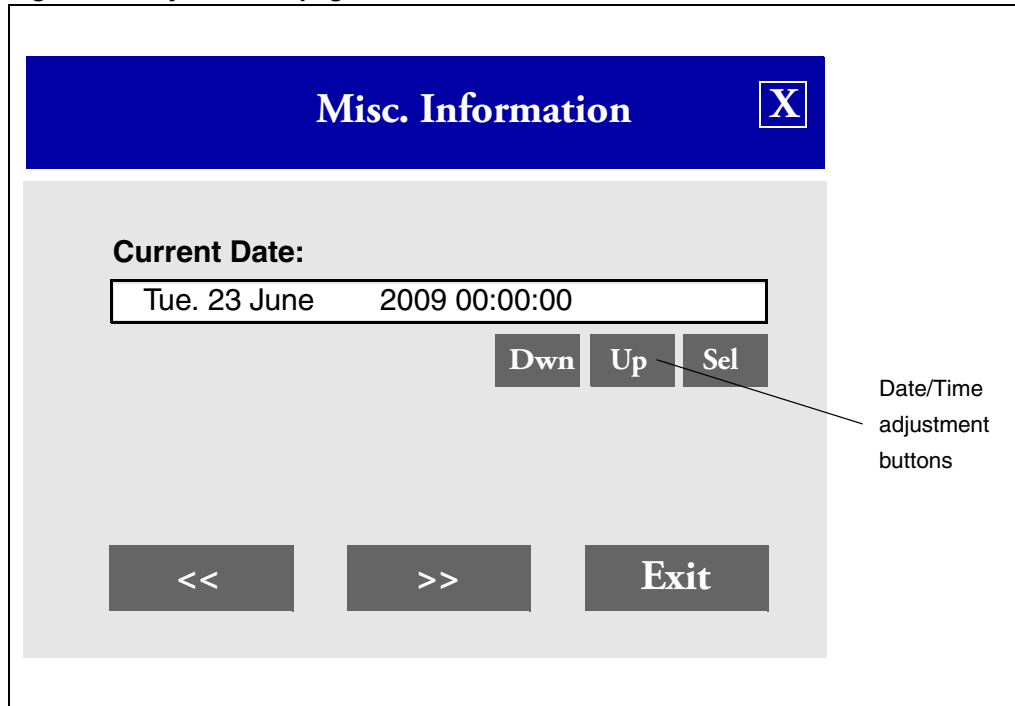 Misc. Information X
Current Date:
Tue. 23 June 2009 00:00:00
Dwn Up Sel
Date/Time
adjustment
buttons
<< >> Exit